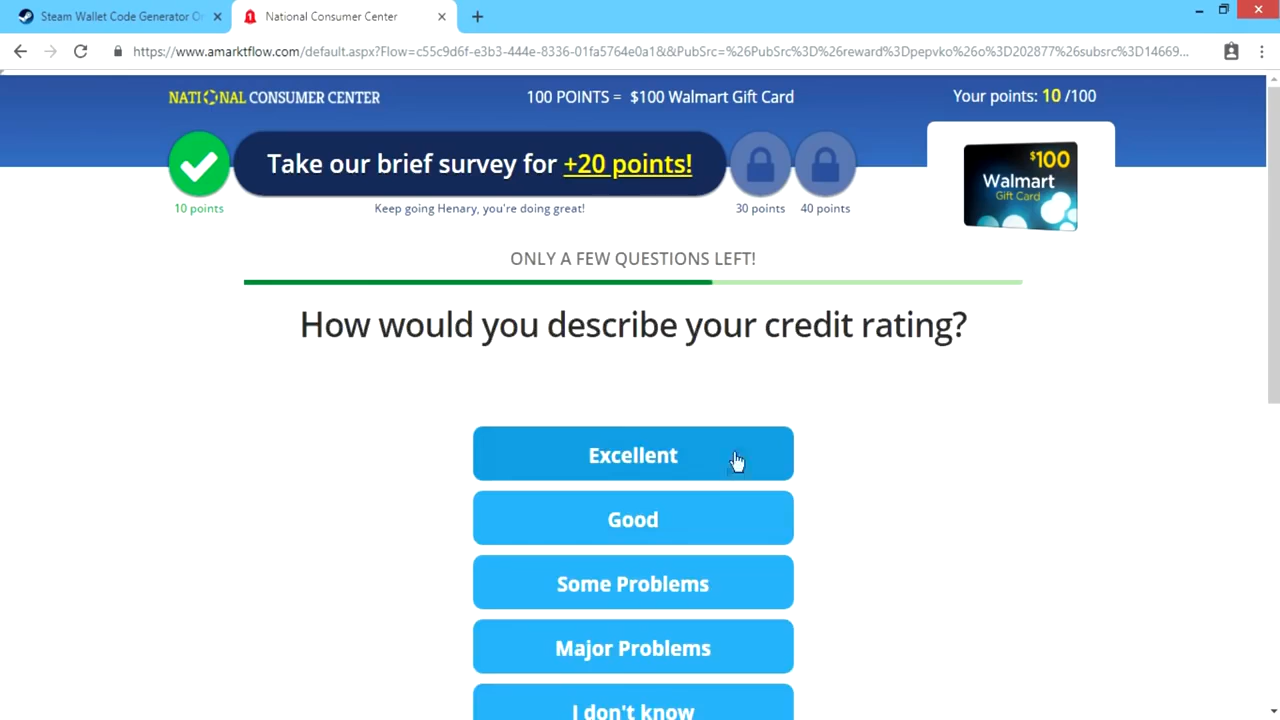 Steam Wallet Code Generator O
National Consumer Center
https://www.amarktflow.com/default.aspx?Flow=c55c9d6f-e3b3-444e-8336-01fa5764e0a1&&PubSrc=%26PubSrc%3D%26reward%3Dpepvko%26o%3D202877%26subsrc%3D14669...
NATIONAL CONSUMER CENTER
100 POINTS = $100 Walmart Gift Card
Your points: 10 /100
Take our brief survey for +20 points!
$100
Walmart
Gift Card
10 points
Keep going Henary, you're doing great!
30 points
40 points
ONLY A FEW QUESTIONS LEFT!
How would you describe your credit rating?
Excellent
Good
Some Problems
Major Problems
I don't know